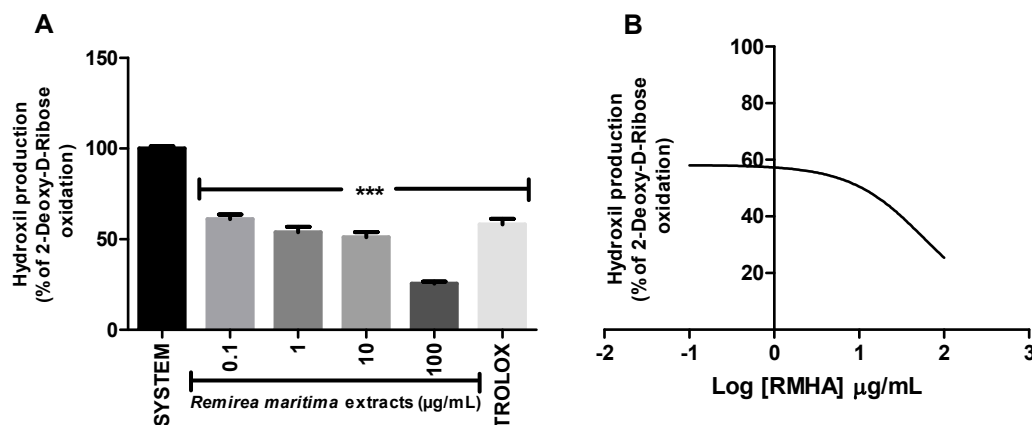 A
Hydroxil production
(% of 2-Deoxy-D-Ribose
oxidation)
150
100
50
0
***
SYSTEM
0.1
1
10
100
TROLOX
Remirea maritima extracts (µg/mL)
B
Hydroxil production
(% of 2-Deoxy-D-Ribose
oxidation)
100
80
60
40
20
-2
-1
0
1
2
3
Log [RMHA] µg/mL